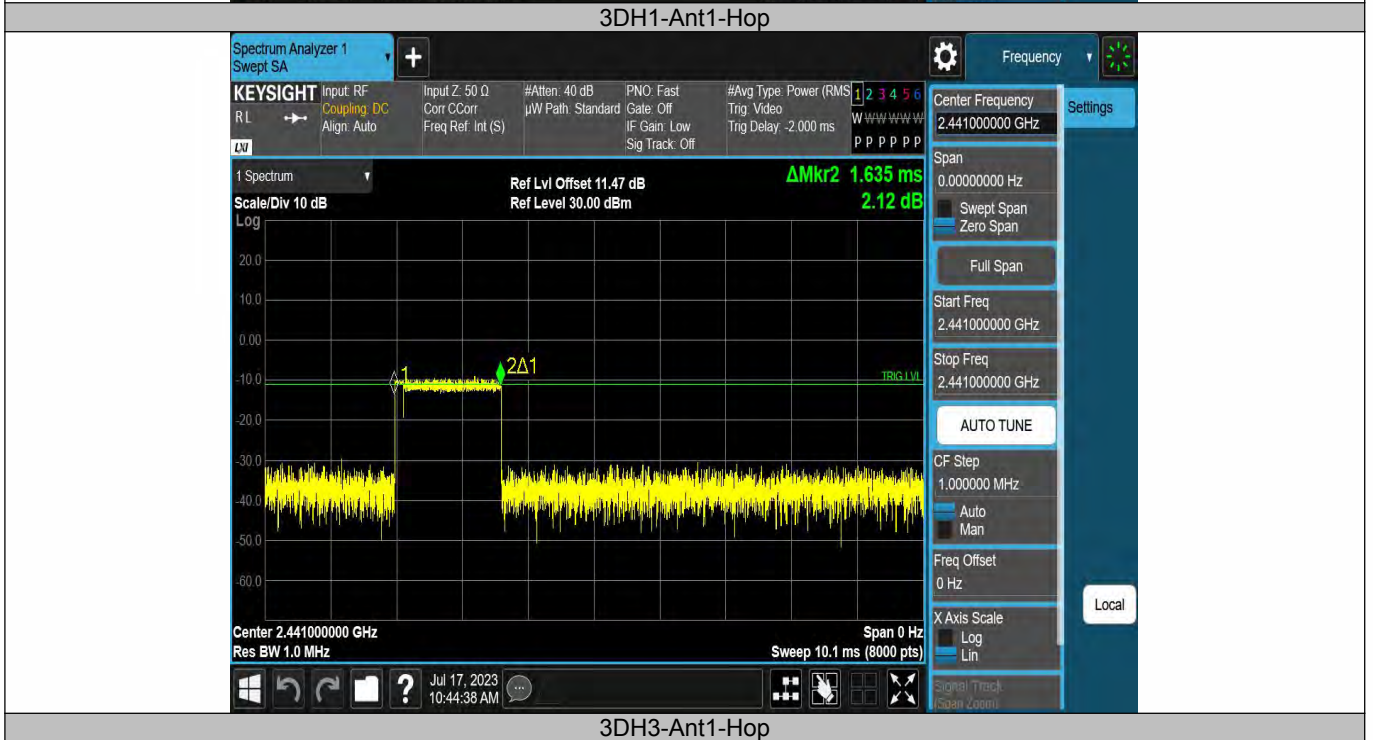 3DH1-Ant1-Hop
Spectrum Analyzer 1
Swept SA
+
Frequency
KEYSIGHT
RL
LXI
Input: RF
Coupling: DC
Align: Auto
Input Z: 50 Ω
Corr CCorr
Freq Ref: Int (S)
#Atten: 40 dB
µW Path: Standard
PNO: Fast
Gate: Off
IF Gain: Low
Sig Track: Off
#Avg Type: Power (RMS
Trig: Video
Trig Delay: -2.000 ms
1 2 3 4 5 6
W W W W W W
P P P P P P
Center Frequency
2.441000000 GHz
Settings
Span
0.00000000 Hz
Swept Span
Zero Span
Full Span
Start Freq
2.441000000 GHz
Stop Freq
2.441000000 GHz
AUTO TUNE
CF Step
1.000000 MHz
Auto
Man
Freq Offset
0 Hz
X Axis Scale
Log
Lin
Signal Track
(Span Zoom)
Local
1 Spectrum
Scale/Div 10 dB
Log
Ref Lvl Offset 11.47 dB
Ref Level 30.00 dBm
ΔMkr2 1.635 ms
2.12 dB
20.0
10.0
0.00
-10.0
-20.0
-30.0
-40.0
-50.0
-60.0
1
2Δ1
TRIG LVL
Center 2.441000000 GHz
Res BW 1.0 MHz
Span 0 Hz
Sweep 10.1 ms (8000 pts)
?
Jul 17, 2023
10:44:38 AM
3DH3-Ant1-Hop